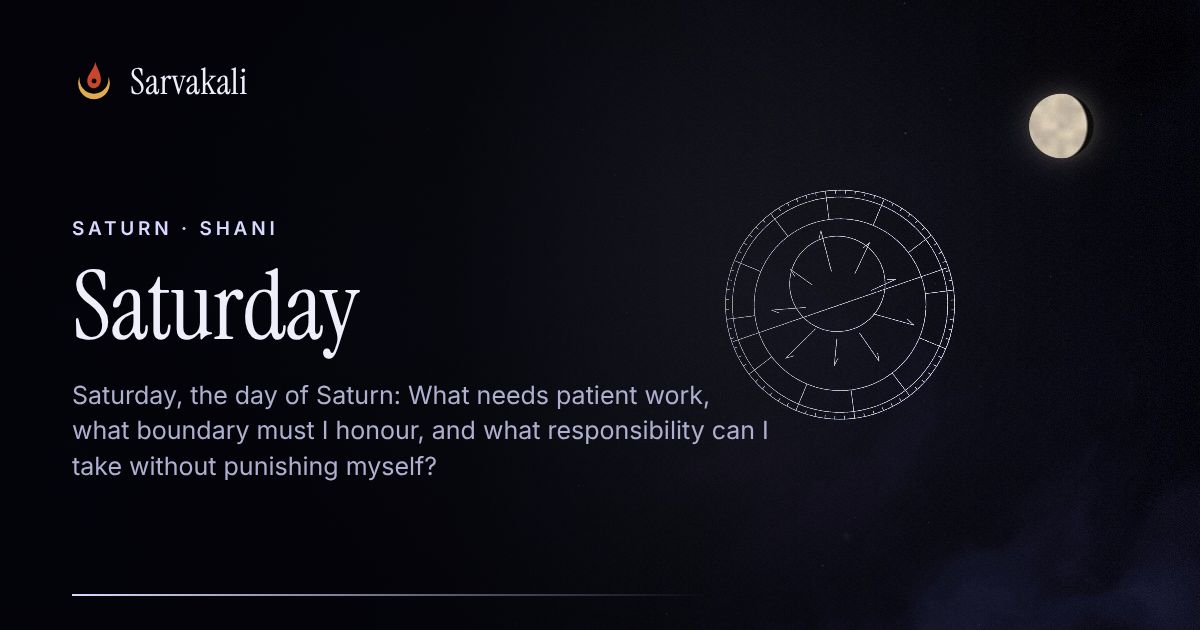 Sarvakali
SATURN · SHANI
Saturday
Saturday, the day of Saturn: What needs patient work,
what boundary must I honour, and what responsibility can I
take without punishing myself?